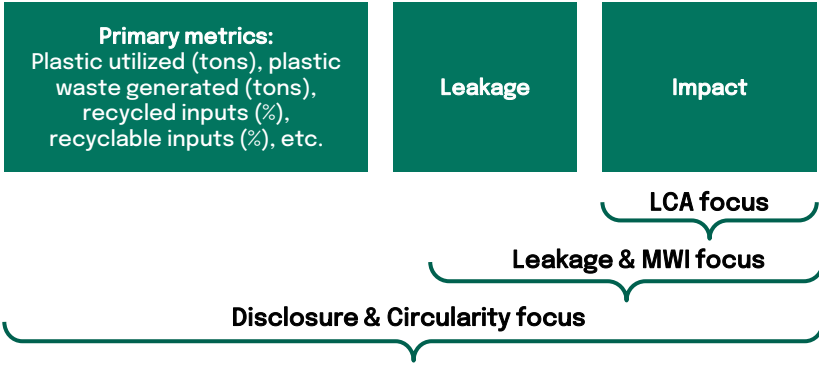 Primary metrics:
Plastic utilized (tons), plastic
waste generated (tons),
recycled inputs (%),
recyclable inputs (%), etc.
Leakage
Impact
LCA focus
Leakage & MWI focus
Disclosure & Circularity focus